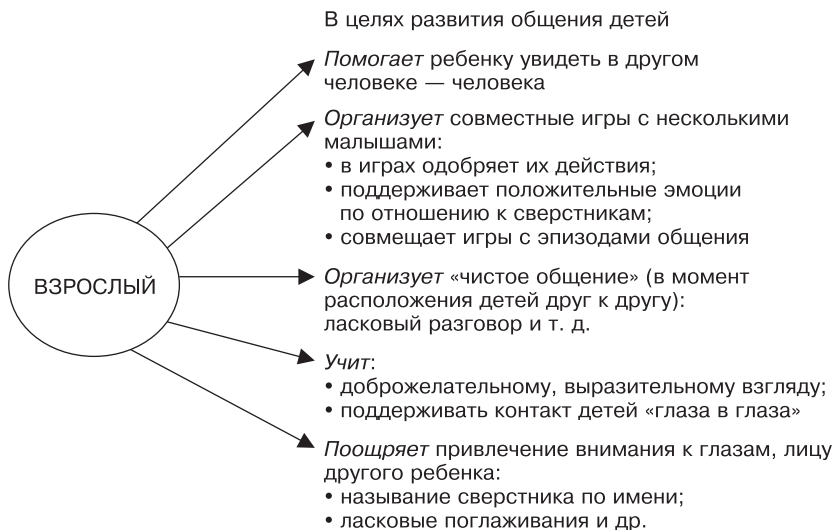 В целях развития общения детей
Помогает ребенку увидеть в другом
человеке — человека
Организует совместные игры с несколькими
малышами:
• в играх одобряет их действия;
• поддерживает положительные эмоции
по отношению к сверстникам;
• совмещает игры с эпизодами общения
ВЗРОСЛЫЙ
Организует «чистое общение» (в момент
расположения детей друг к другу):
ласковый разговор и т. д.
Учит:
• доброжелательному, выразительному взгляду;
• поддерживать контакт детей «глаза в глаза»
Поощряет привлечение внимания к глазам, лицу
другого ребенка:
• называние сверстника по имени;
• ласковые поглаживания и др.